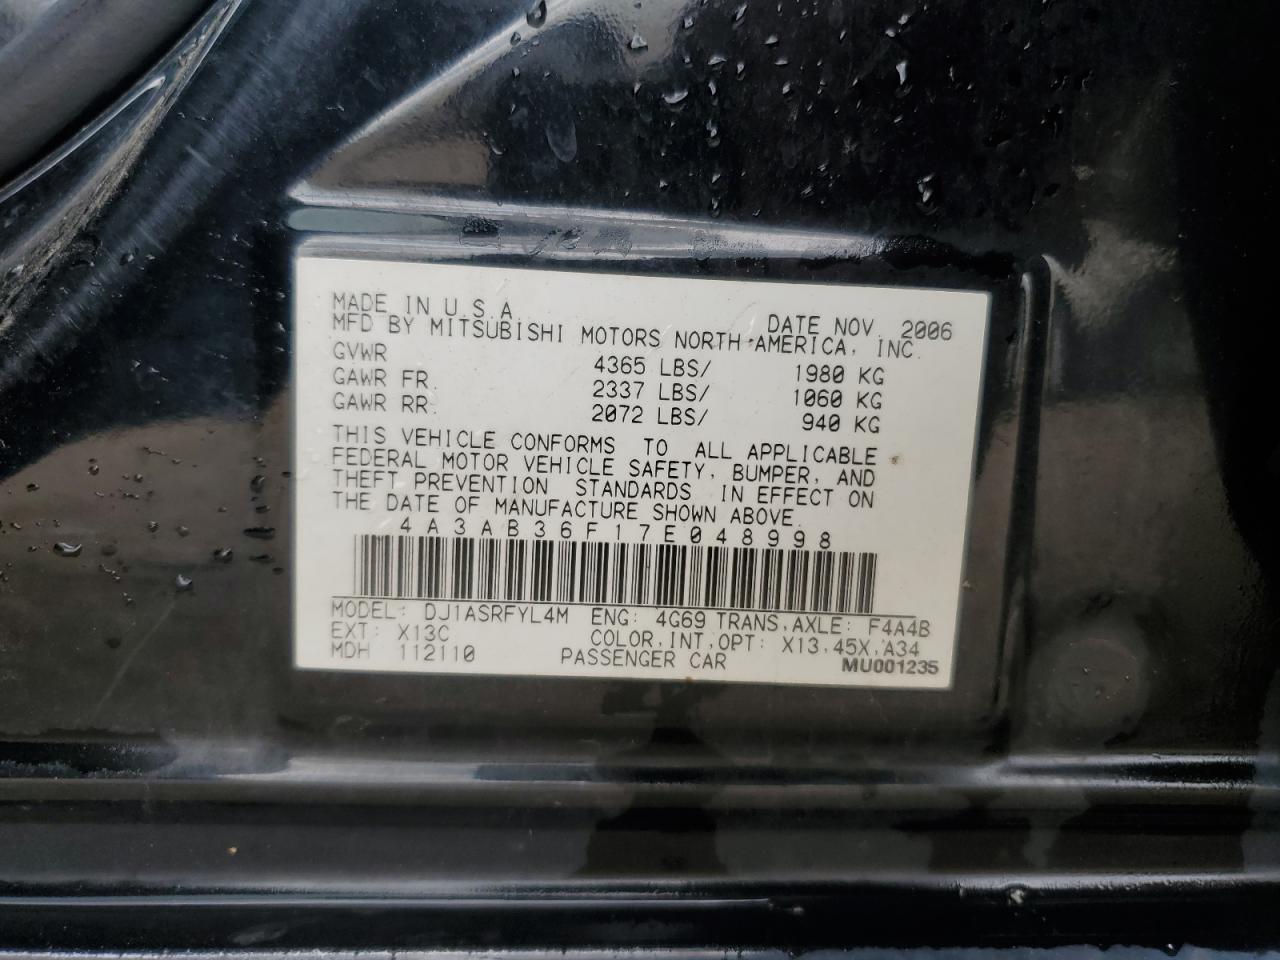 MADE IN U.S.A. DATE NOV. 2006
MFD BY MITSUBISHI MOTORS NORTH AMERICA, INC.
GVWR 4365 LBS/ 1980 KG
GAWR FR. 2337 LBS/ 1060 KG
GAWR RR. 2072 LBS/ 940 KG
THIS VEHICLE CONFORMS TO ALL APPLICABLE
FEDERAL MOTOR VEHICLE SAFETY, BUMPER, AND
THEFT PREVENTION STANDARDS IN EFFECT ON
THE DATE OF MANUFACTURE SHOWN ABOVE.
4A3AB36F17E048998
MODEL: DJ1ASRFYL4M ENG: 4G69 TRANS,AXLE: F4A4B
EXT: X13C COLOR,INT,OPT: X13,45X,A34
MDH 112110 PASSENGER CAR MU001235